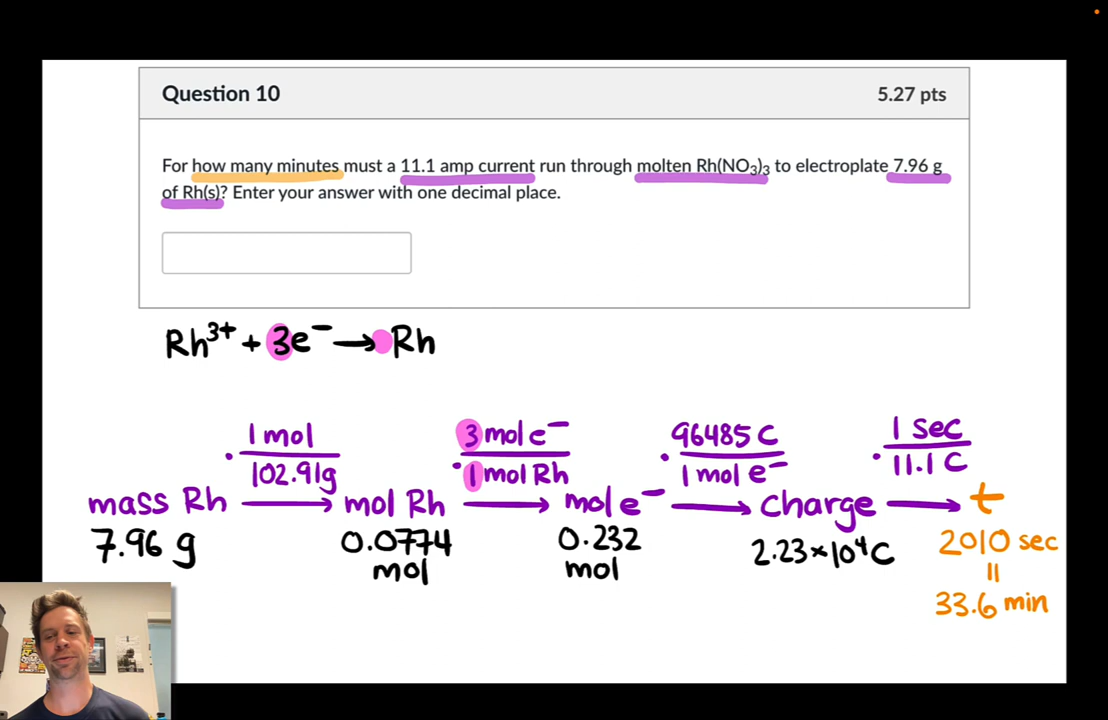 Question 10 5.27 pts
For how many minutes must a 11.1 amp current run through molten Rh(NO₃)₃ to electroplate 7.96 g
of Rh(s)? Enter your answer with one decimal place.
Rh³⁺ + 3e⁻ → Rh
· 1 mol / 102.91g · 3 mol e⁻ / 1 mol Rh · 96485 C / 1 mol e⁻ · 1 sec / 11.1 C
mass Rh → mol Rh → mol e⁻ → charge → t
7.96 g 0.0774 mol 0.232 mol 2.23×10⁴ C 2010 sec
=
33.6 min